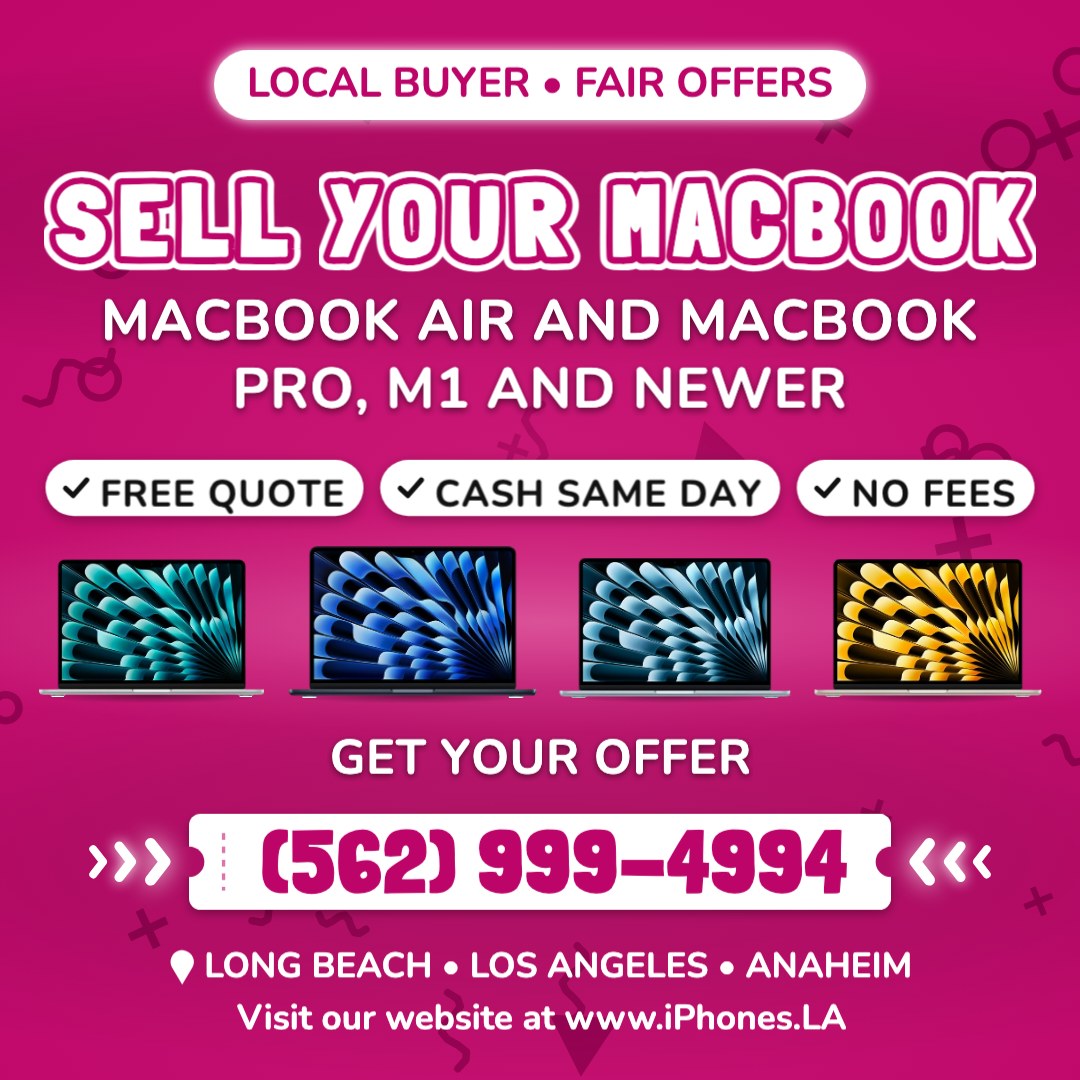 LOCAL BUYER • FAIR OFFERS
SELL YOUR MACBOOK
MACBOOK AIR AND MACBOOK
PRO, M1 AND NEWER
✓ FREE QUOTE ✓ CASH SAME DAY ✓ NO FEES
GET YOUR OFFER
(562) 999-4994
LONG BEACH • LOS ANGELES • ANAHEIM
Visit our website at www.iPhones.LA